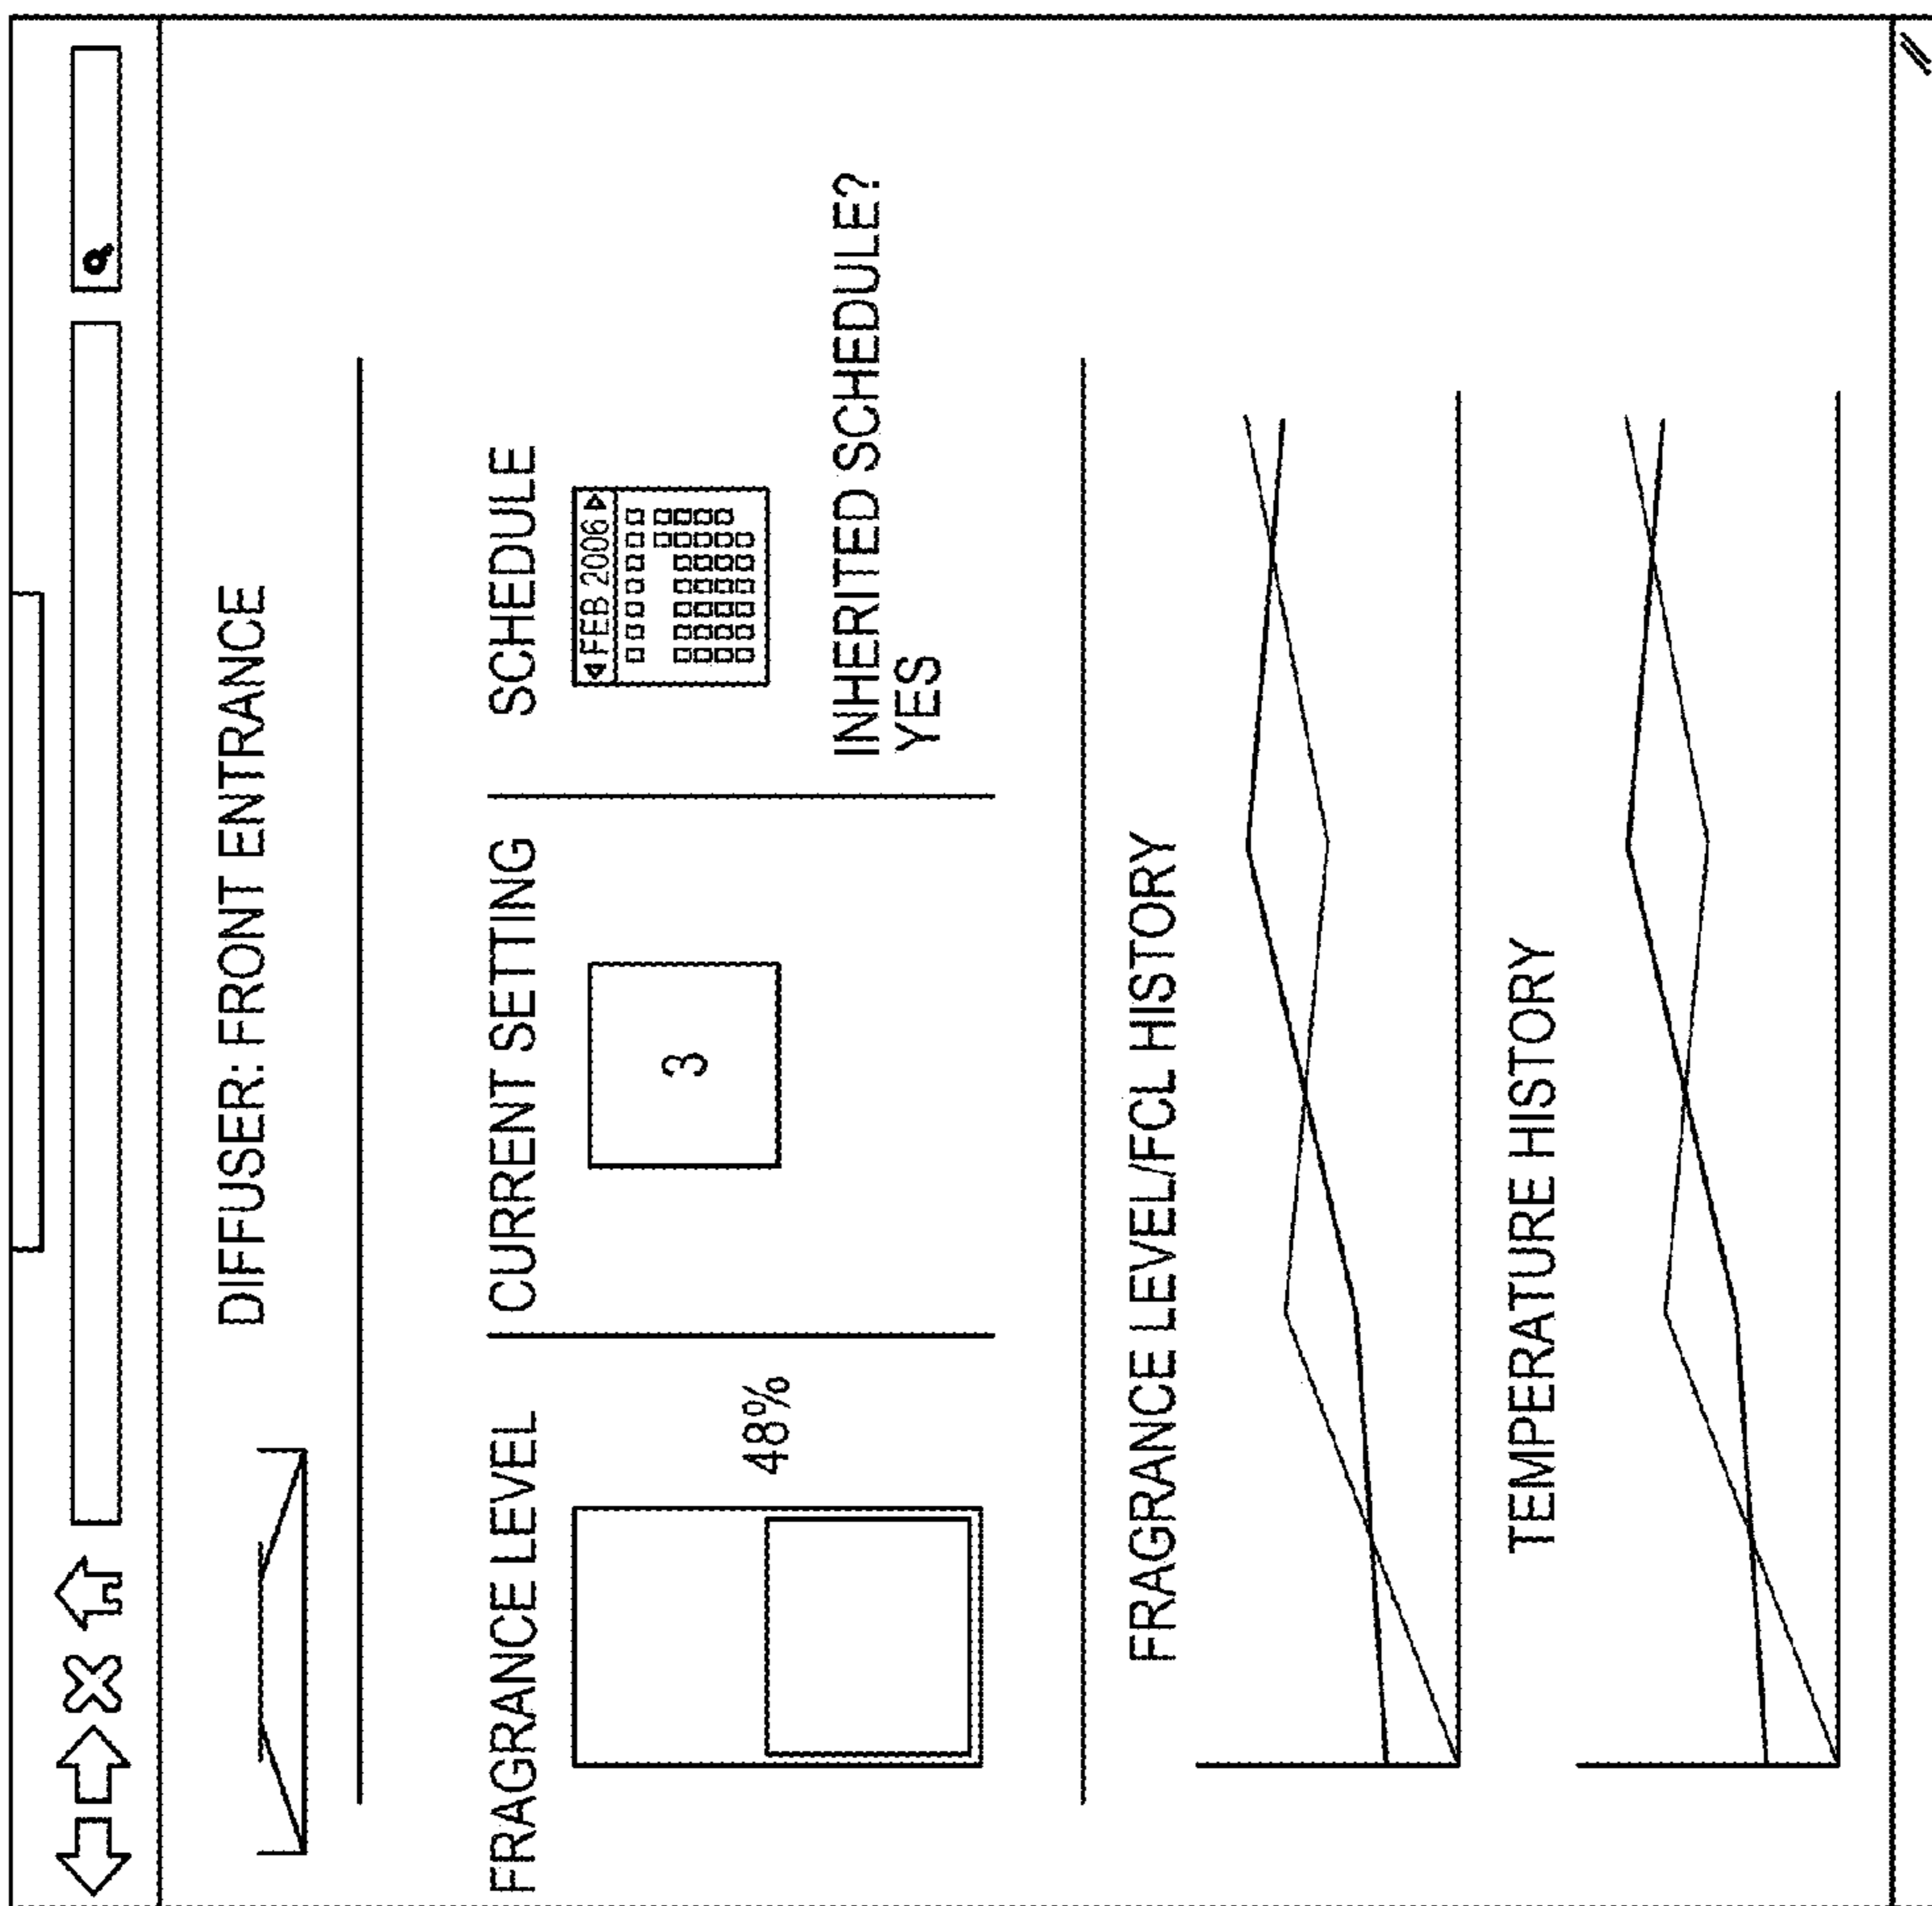 DIFFUSER: FRONT ENTRANCE
FRAGRANCE LEVEL
48%
CURRENT SETTING
3
SCHEDULE
FEB 2006
INHERITED SCHEDULE?
YES
FRAGRANCE LEVEL/FCL HISTORY
TEMPERATURE HISTORY